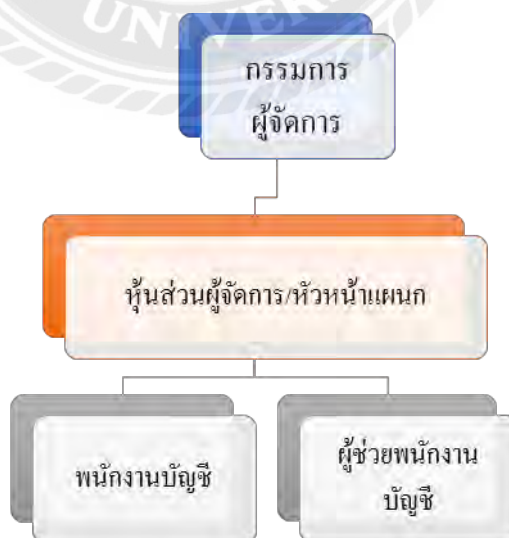 UNIVER
กรรมการ
ผู้จัดการ
หุ้นส่วนผู้จัดการ/หัวหน้าแผนก
พนักงานบัญชี
ผู้ช่วยพนักงาน
บัญชี